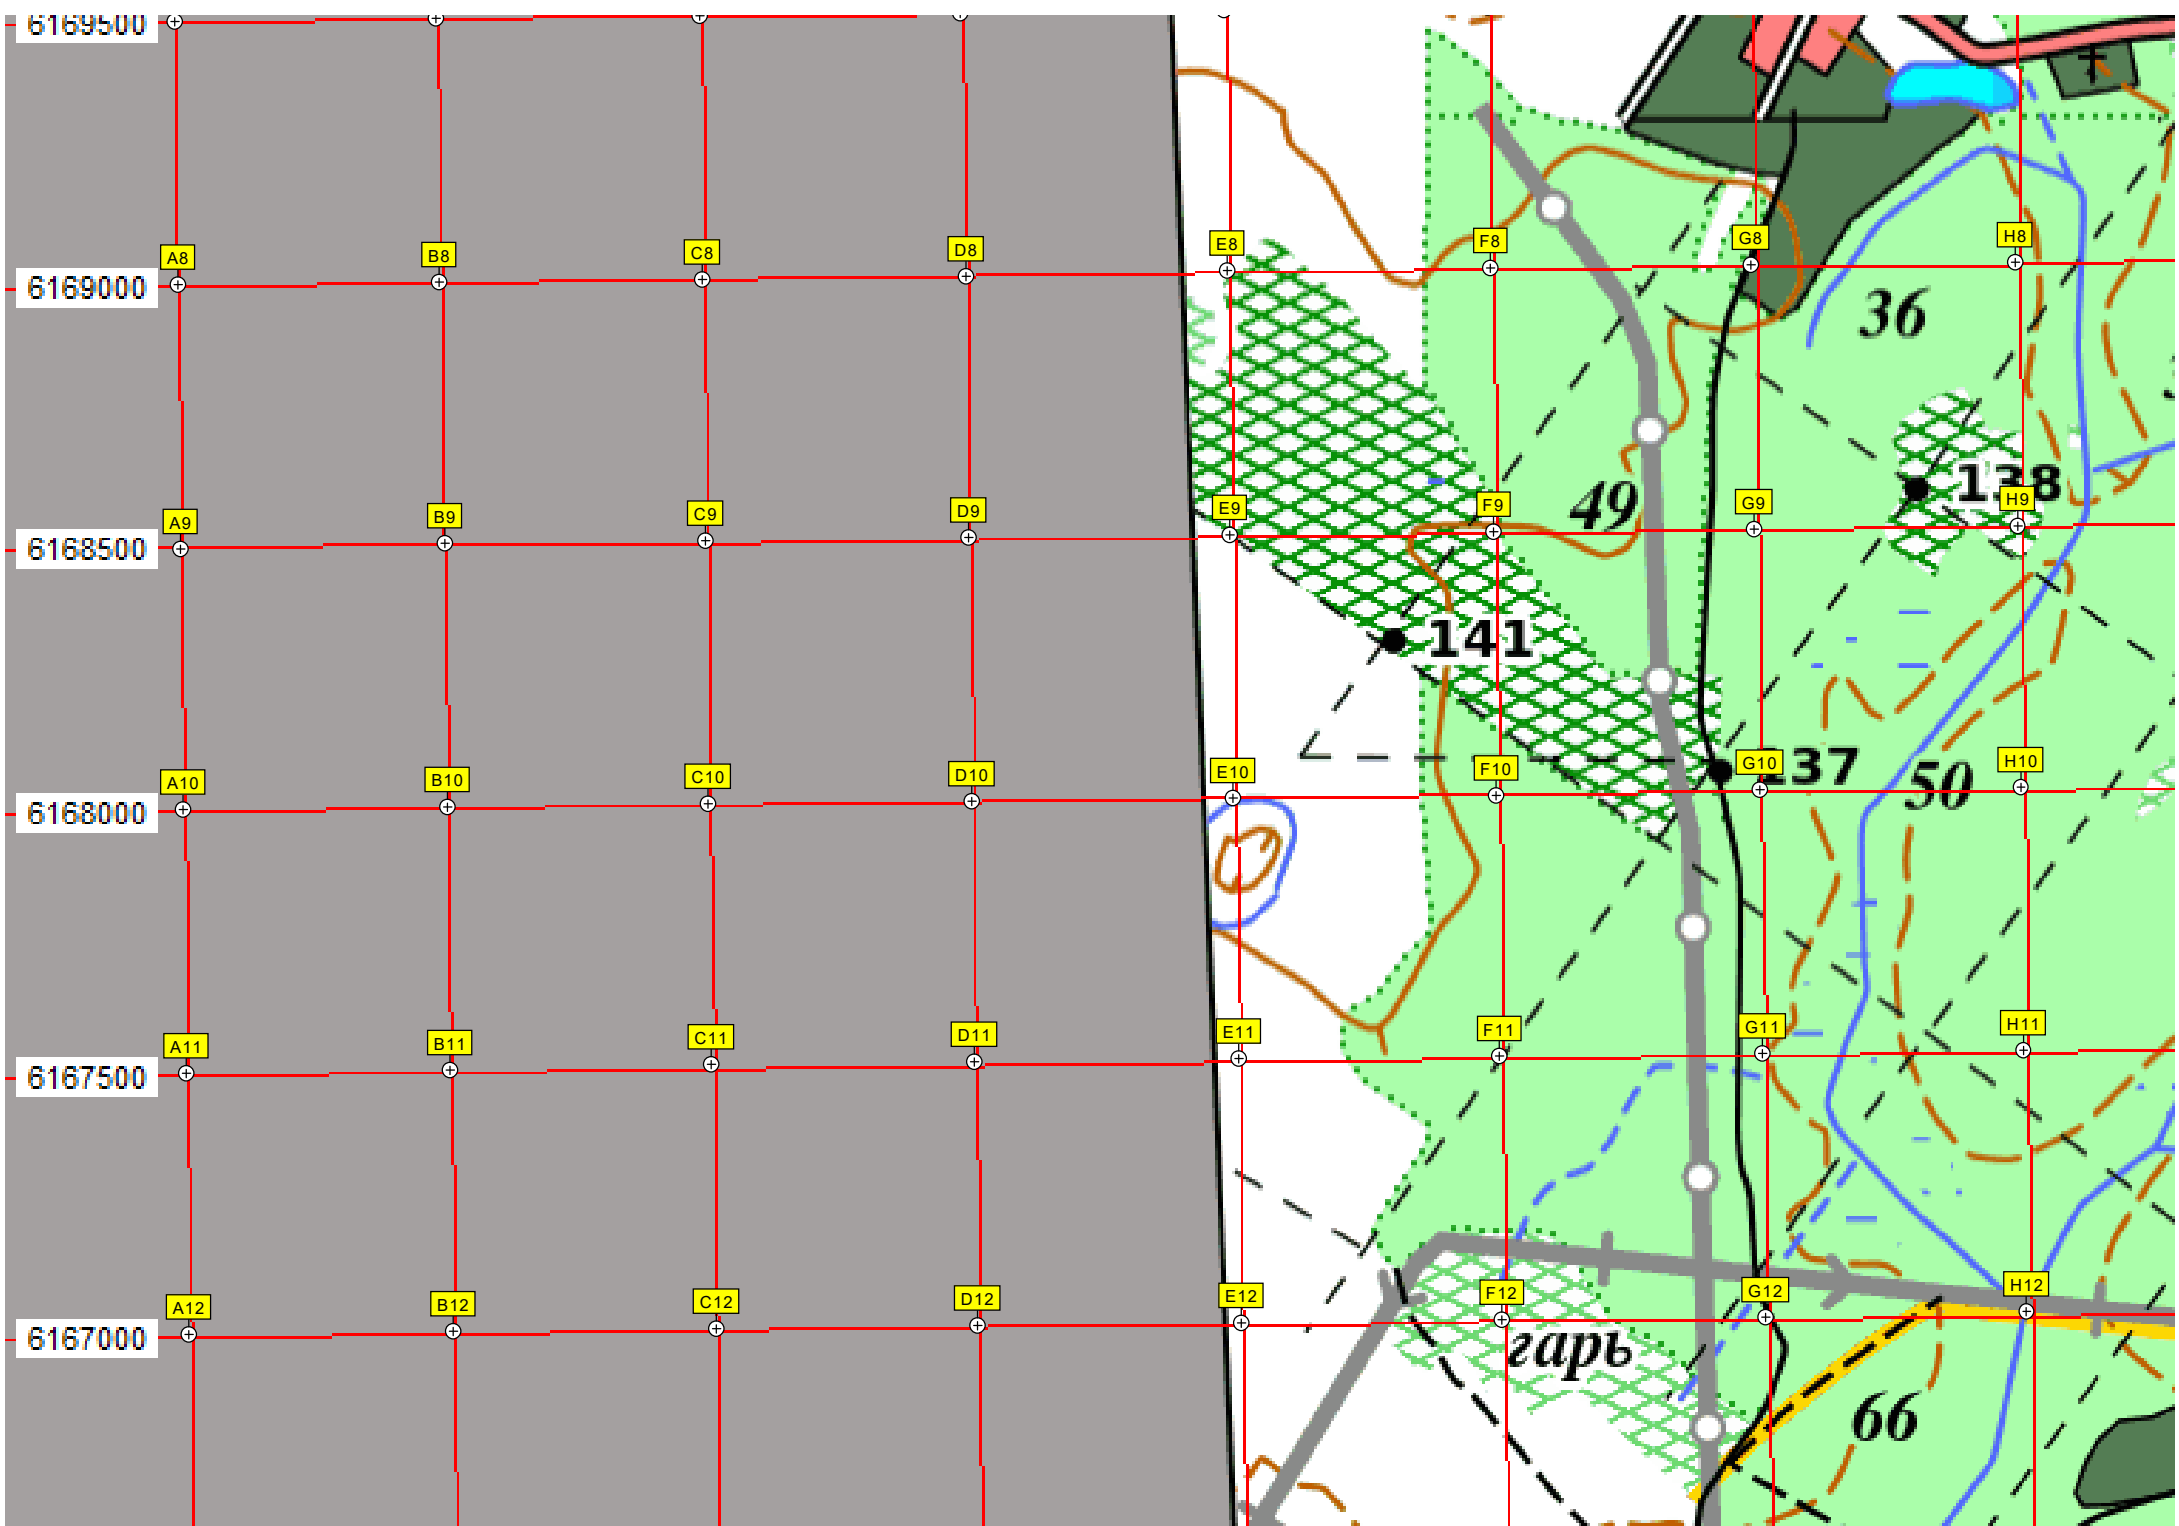 6169500
36
A8 B8 C8 D8 E8 F8 G8 H8
6169000
138
49
A9 B9 C9 D9 E9 F9 G9 H9
6168500
141
137
50
A10 B10 C10 D10 E10 F10 G10 H10
6168000
A11 B11 C11 D11 E11 F11 G11 H11
6167500
A12 B12 C12 D12 E12 F12 G12 H12
6167000
гарь
66